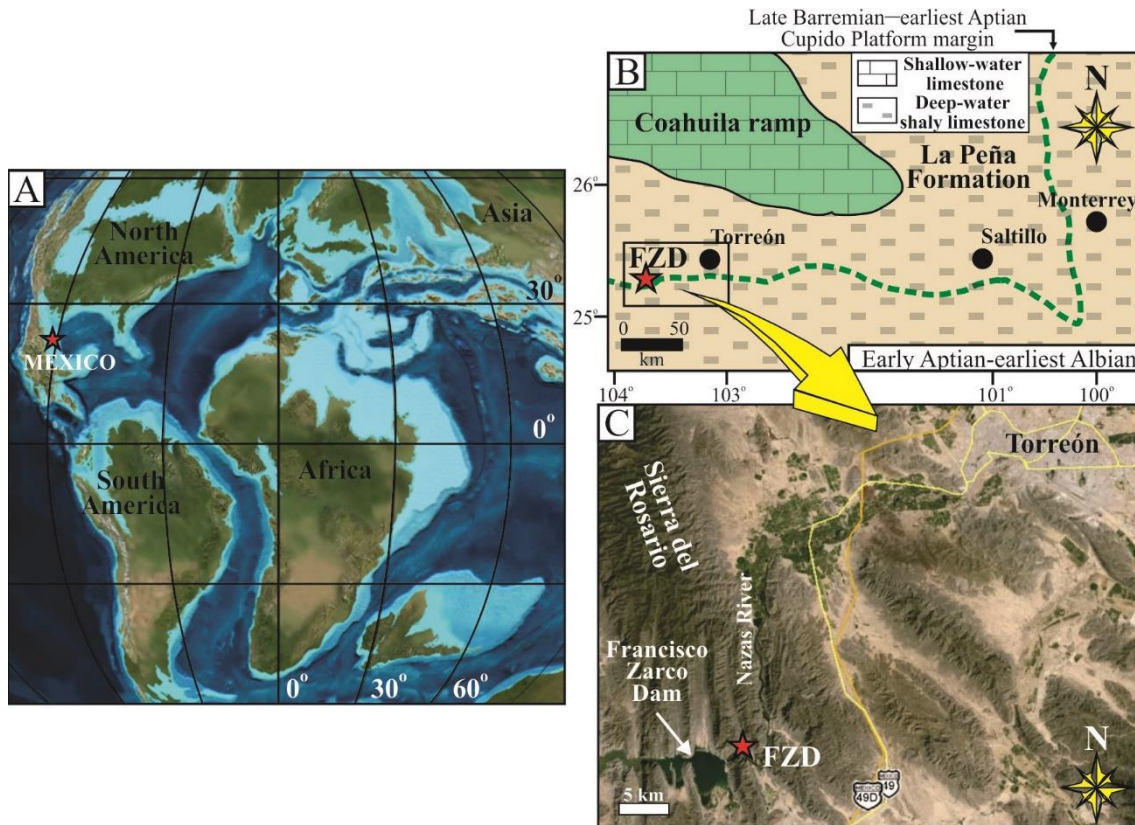 A
North
America
Asia
30°
MÉXICO
0°
South
America
Africa
0°
30°
60°
Late Barremian–earliest Aptian
Cupido Platform margin
B
Shallow-water
limestone
Deep-water
shaly limestone
N
Coahuila ramp
La Peña
Formation
26°
Monterrey
Torreón
Saltillo
FZD
25°
0 50
km
Early Aptian-earliest Albian
104° 103° 101° 100°
C
Torreón
Sierra del
Rosario
Nazas River
Francisco
Zarco
Dam
FZD
N
5 km
MEXICO
49D
MEXICO
49